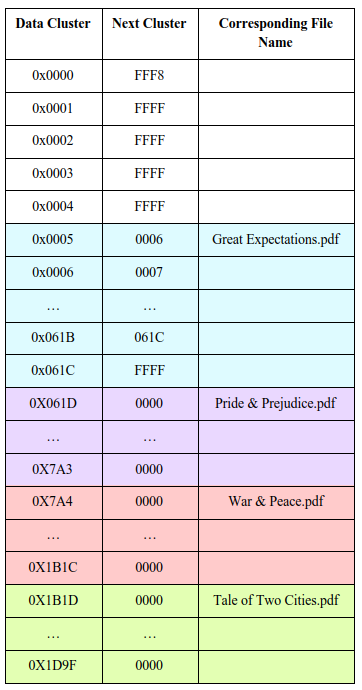 Data Cluster Next Cluster Corresponding File
Name
0x0000 FFF8
0x0001 FFFF
0x0002 FFFF
0x0003 FFFF
0x0004 FFFF
0x0005 0006 Great Expectations.pdf
0x0006 0007
… …
0x061B 061C
0x061C FFFF
0X061D 0000 Pride & Prejudice.pdf
… …
0X7A3 0000
0X7A4 0000 War & Peace.pdf
… …
0X1B1C 0000
0X1B1D 0000 Tale of Two Cities.pdf
… …
0X1D9F 0000